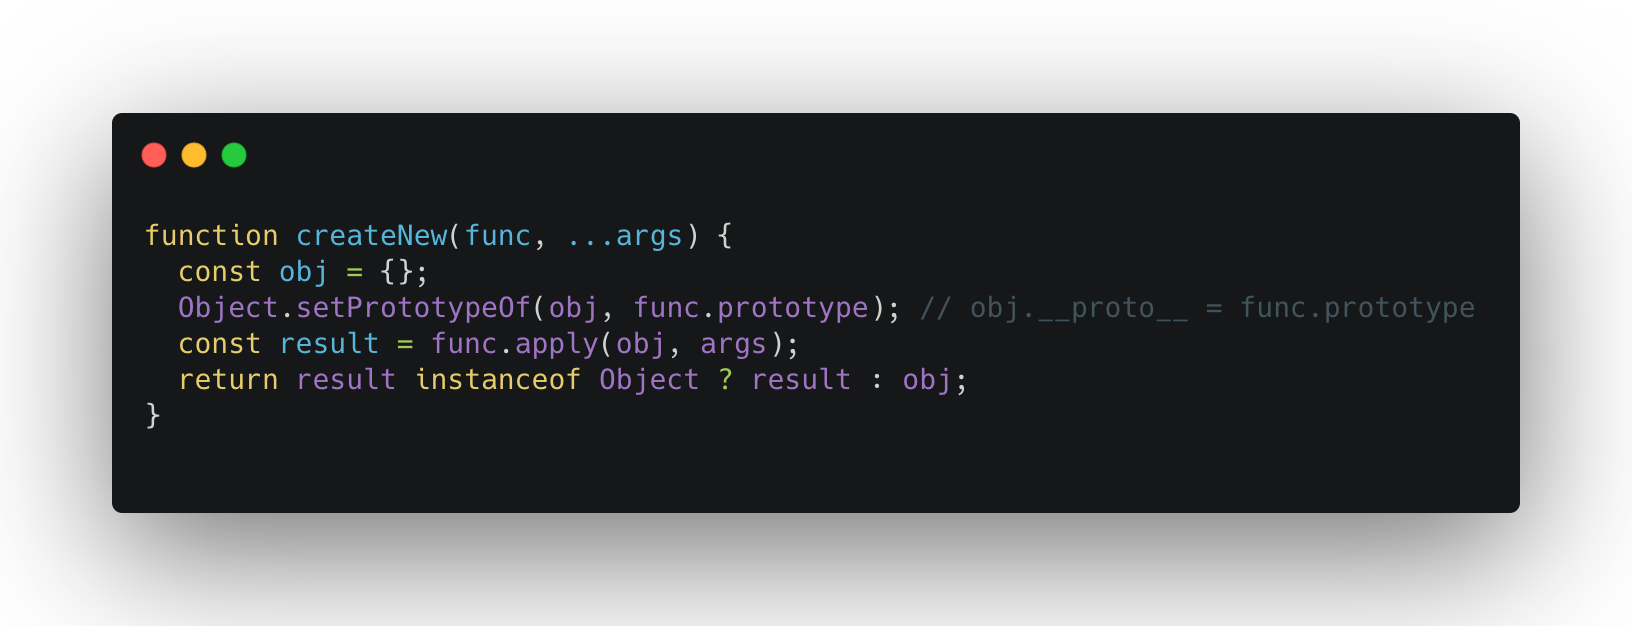 function createNew(func, ...args) {
  const obj = {};
  Object.setPrototypeOf(obj, func.prototype); // obj.__proto__ = func.prototype
  const result = func.apply(obj, args);
  return result instanceof Object ? result : obj;
}